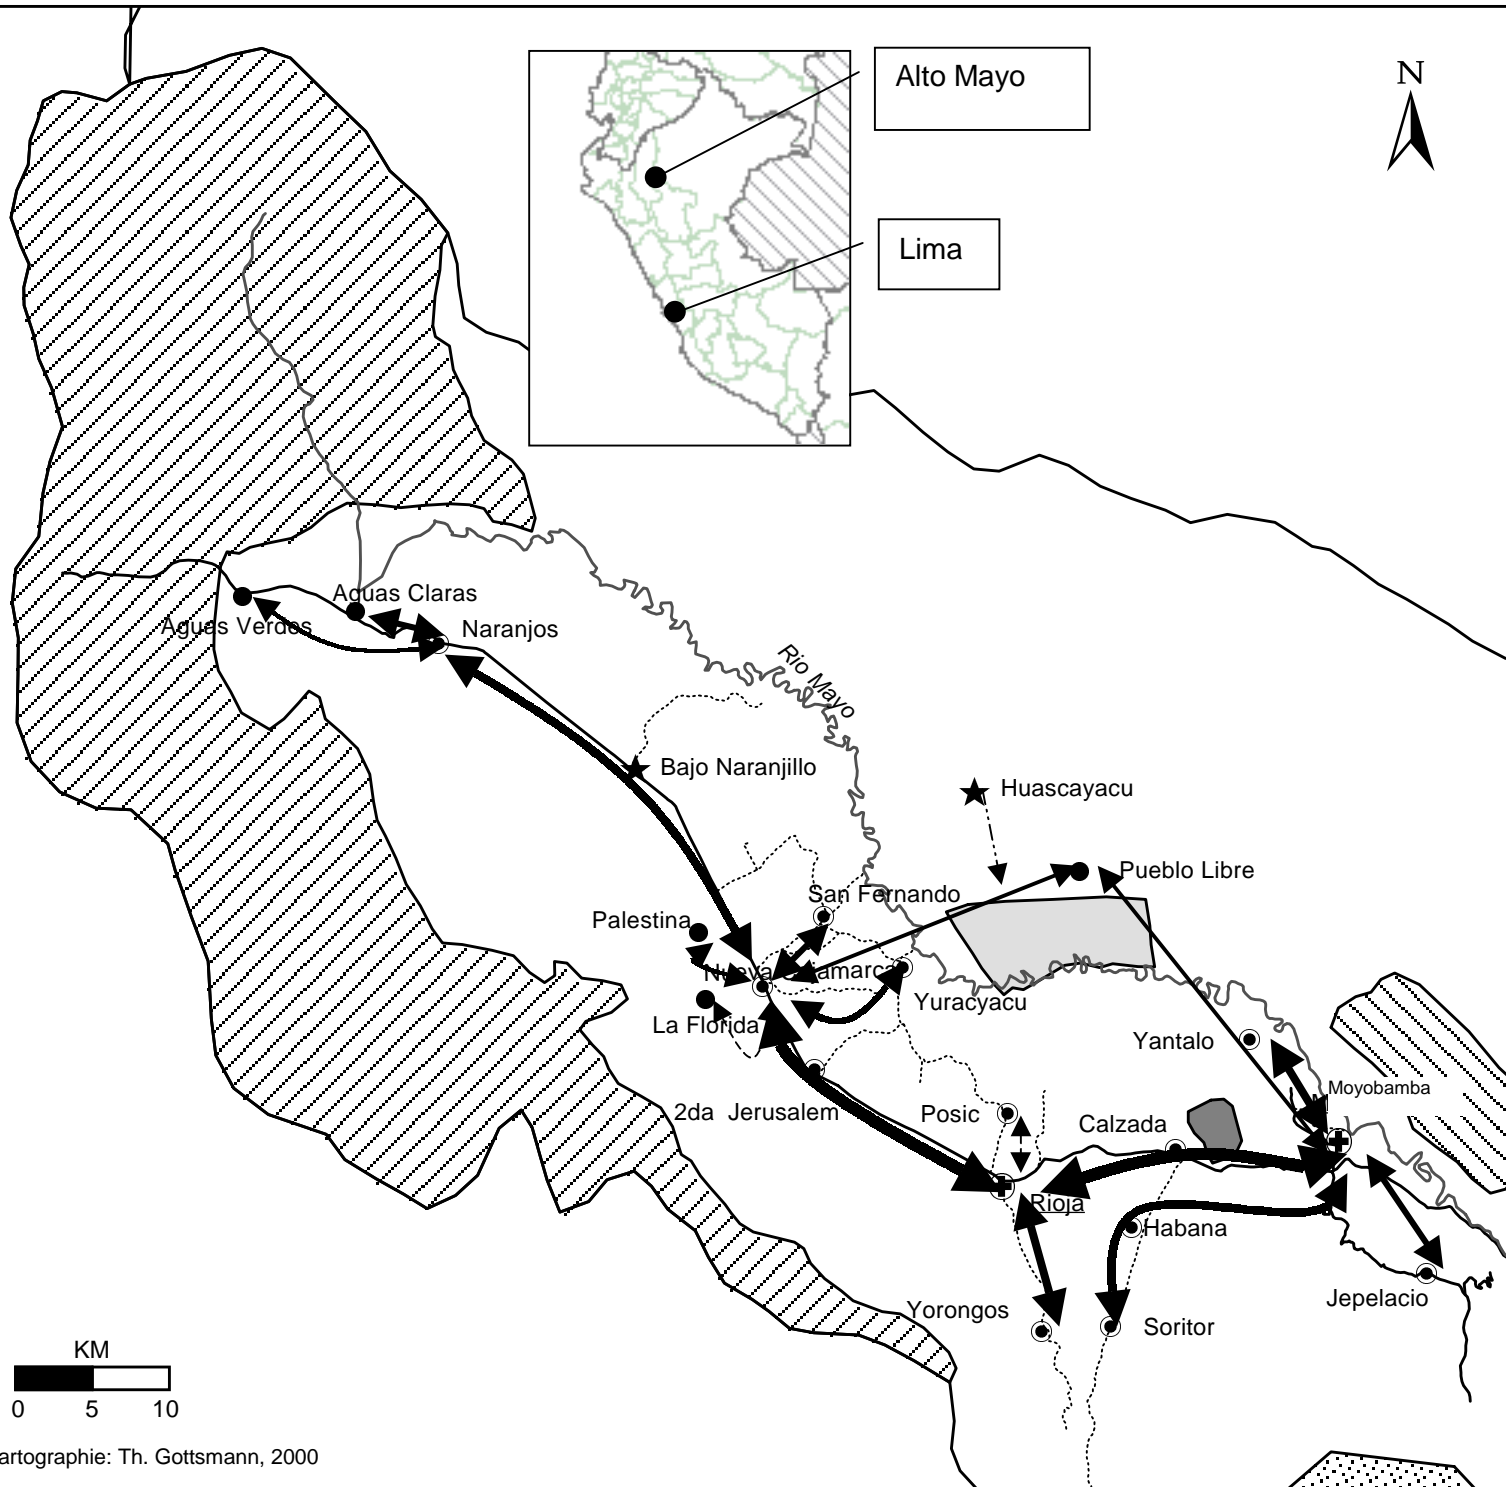 Alto Mayo
N
Lima
Aguas Claras
Aguas Verdes
Naranjos
Rio Mayo
Bajo Naranjillo
Huascayacu
Pueblo Libre
San Fernando
Palestina
Nueva Cajamarca
Yuracyacu
La Florida
Yantalo
Moyobamba
2da Jerusalem
Posic
Calzada
Rioja
Habana
Yorongos
Soritor
Jepelacio
KM
0 5 10
artographie: Th. Gottsmann, 2000